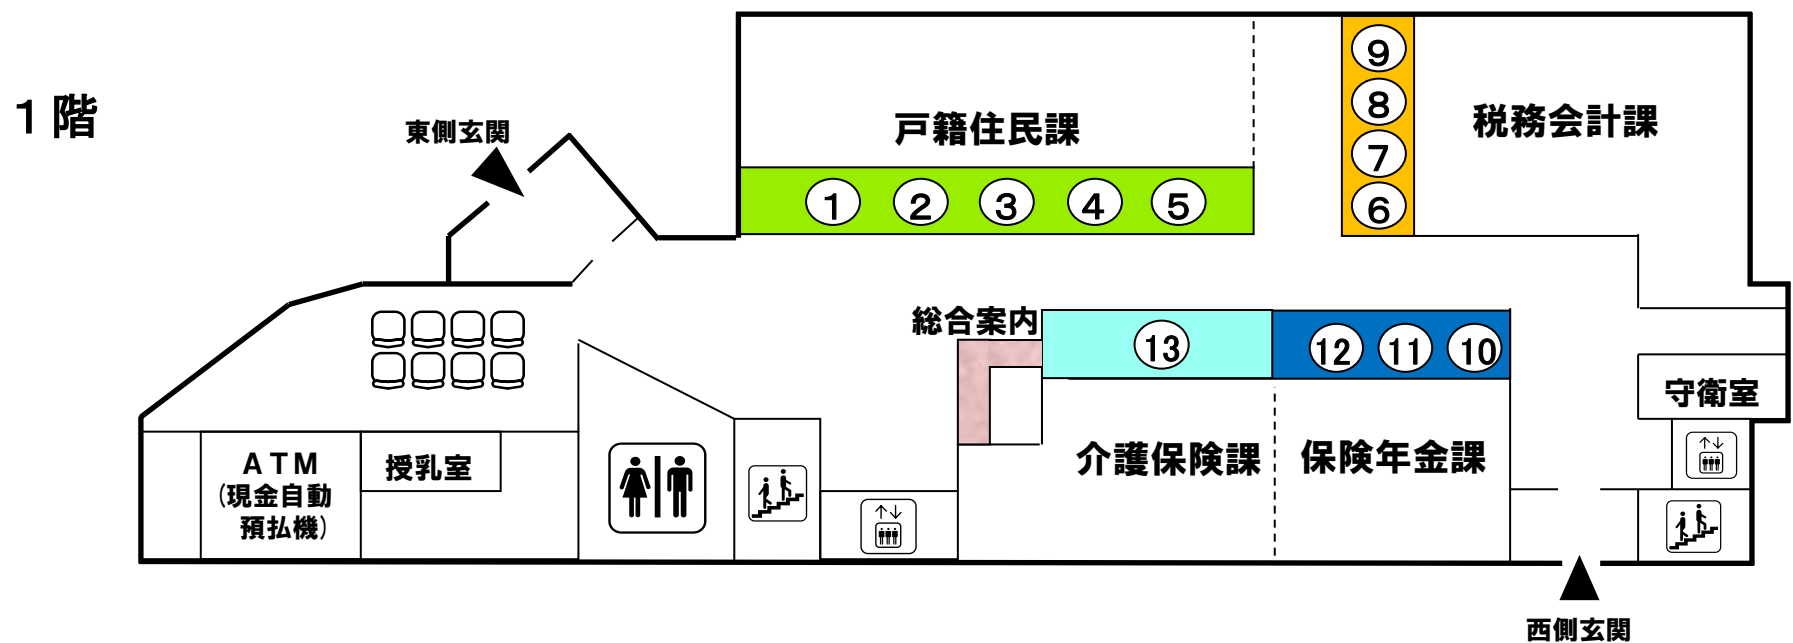 1階
東側玄関
戸籍住民課
1 2 3 4 5
9
8
7
6
税務会計課
総合案内
13
12 11 10
守衛室
介護保険課
保険年金課
ATM
(現金自動
預払機)
授乳室
西側玄関